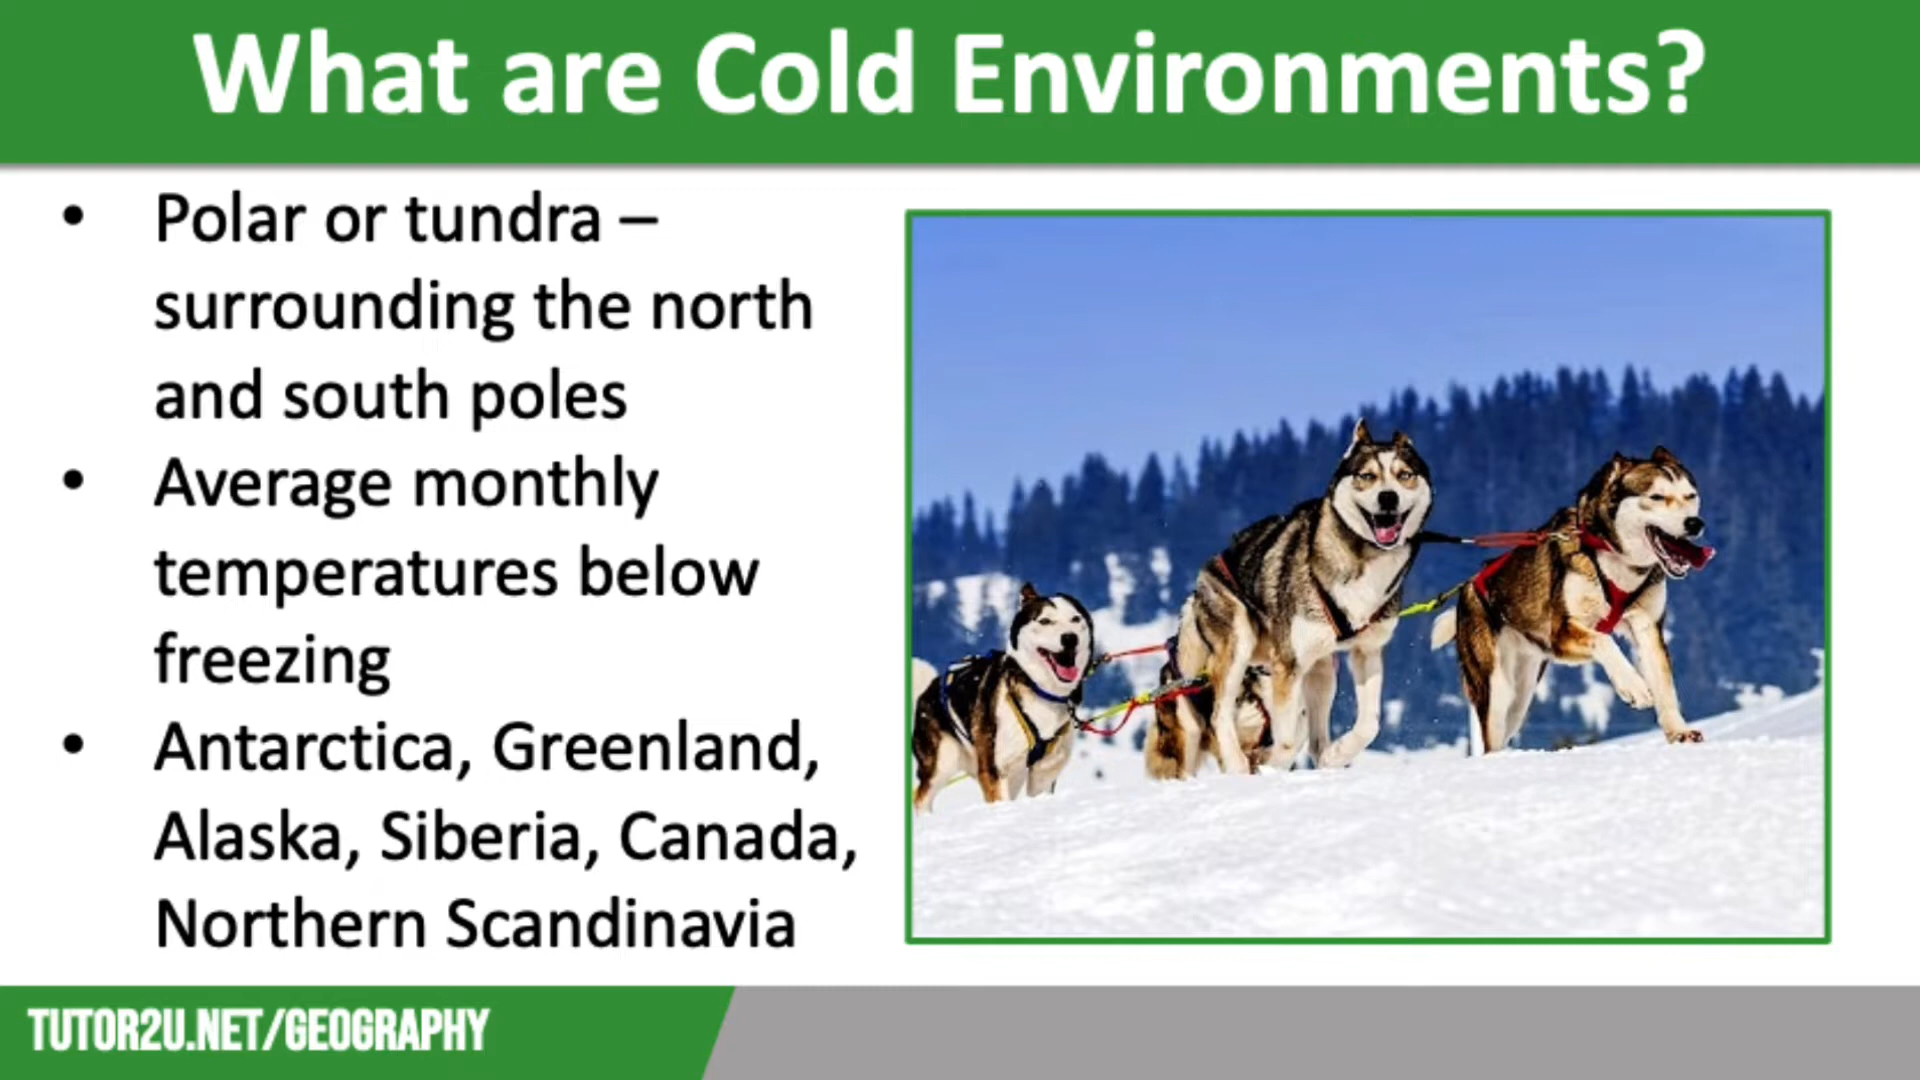 What are Cold Environments?
• Polar or tundra –
surrounding the north
and south poles
• Average monthly
temperatures below
freezing
• Antarctica, Greenland,
Alaska, Siberia, Canada,
Northern Scandinavia
TUTOR2U.NET/GEOGRAPHY